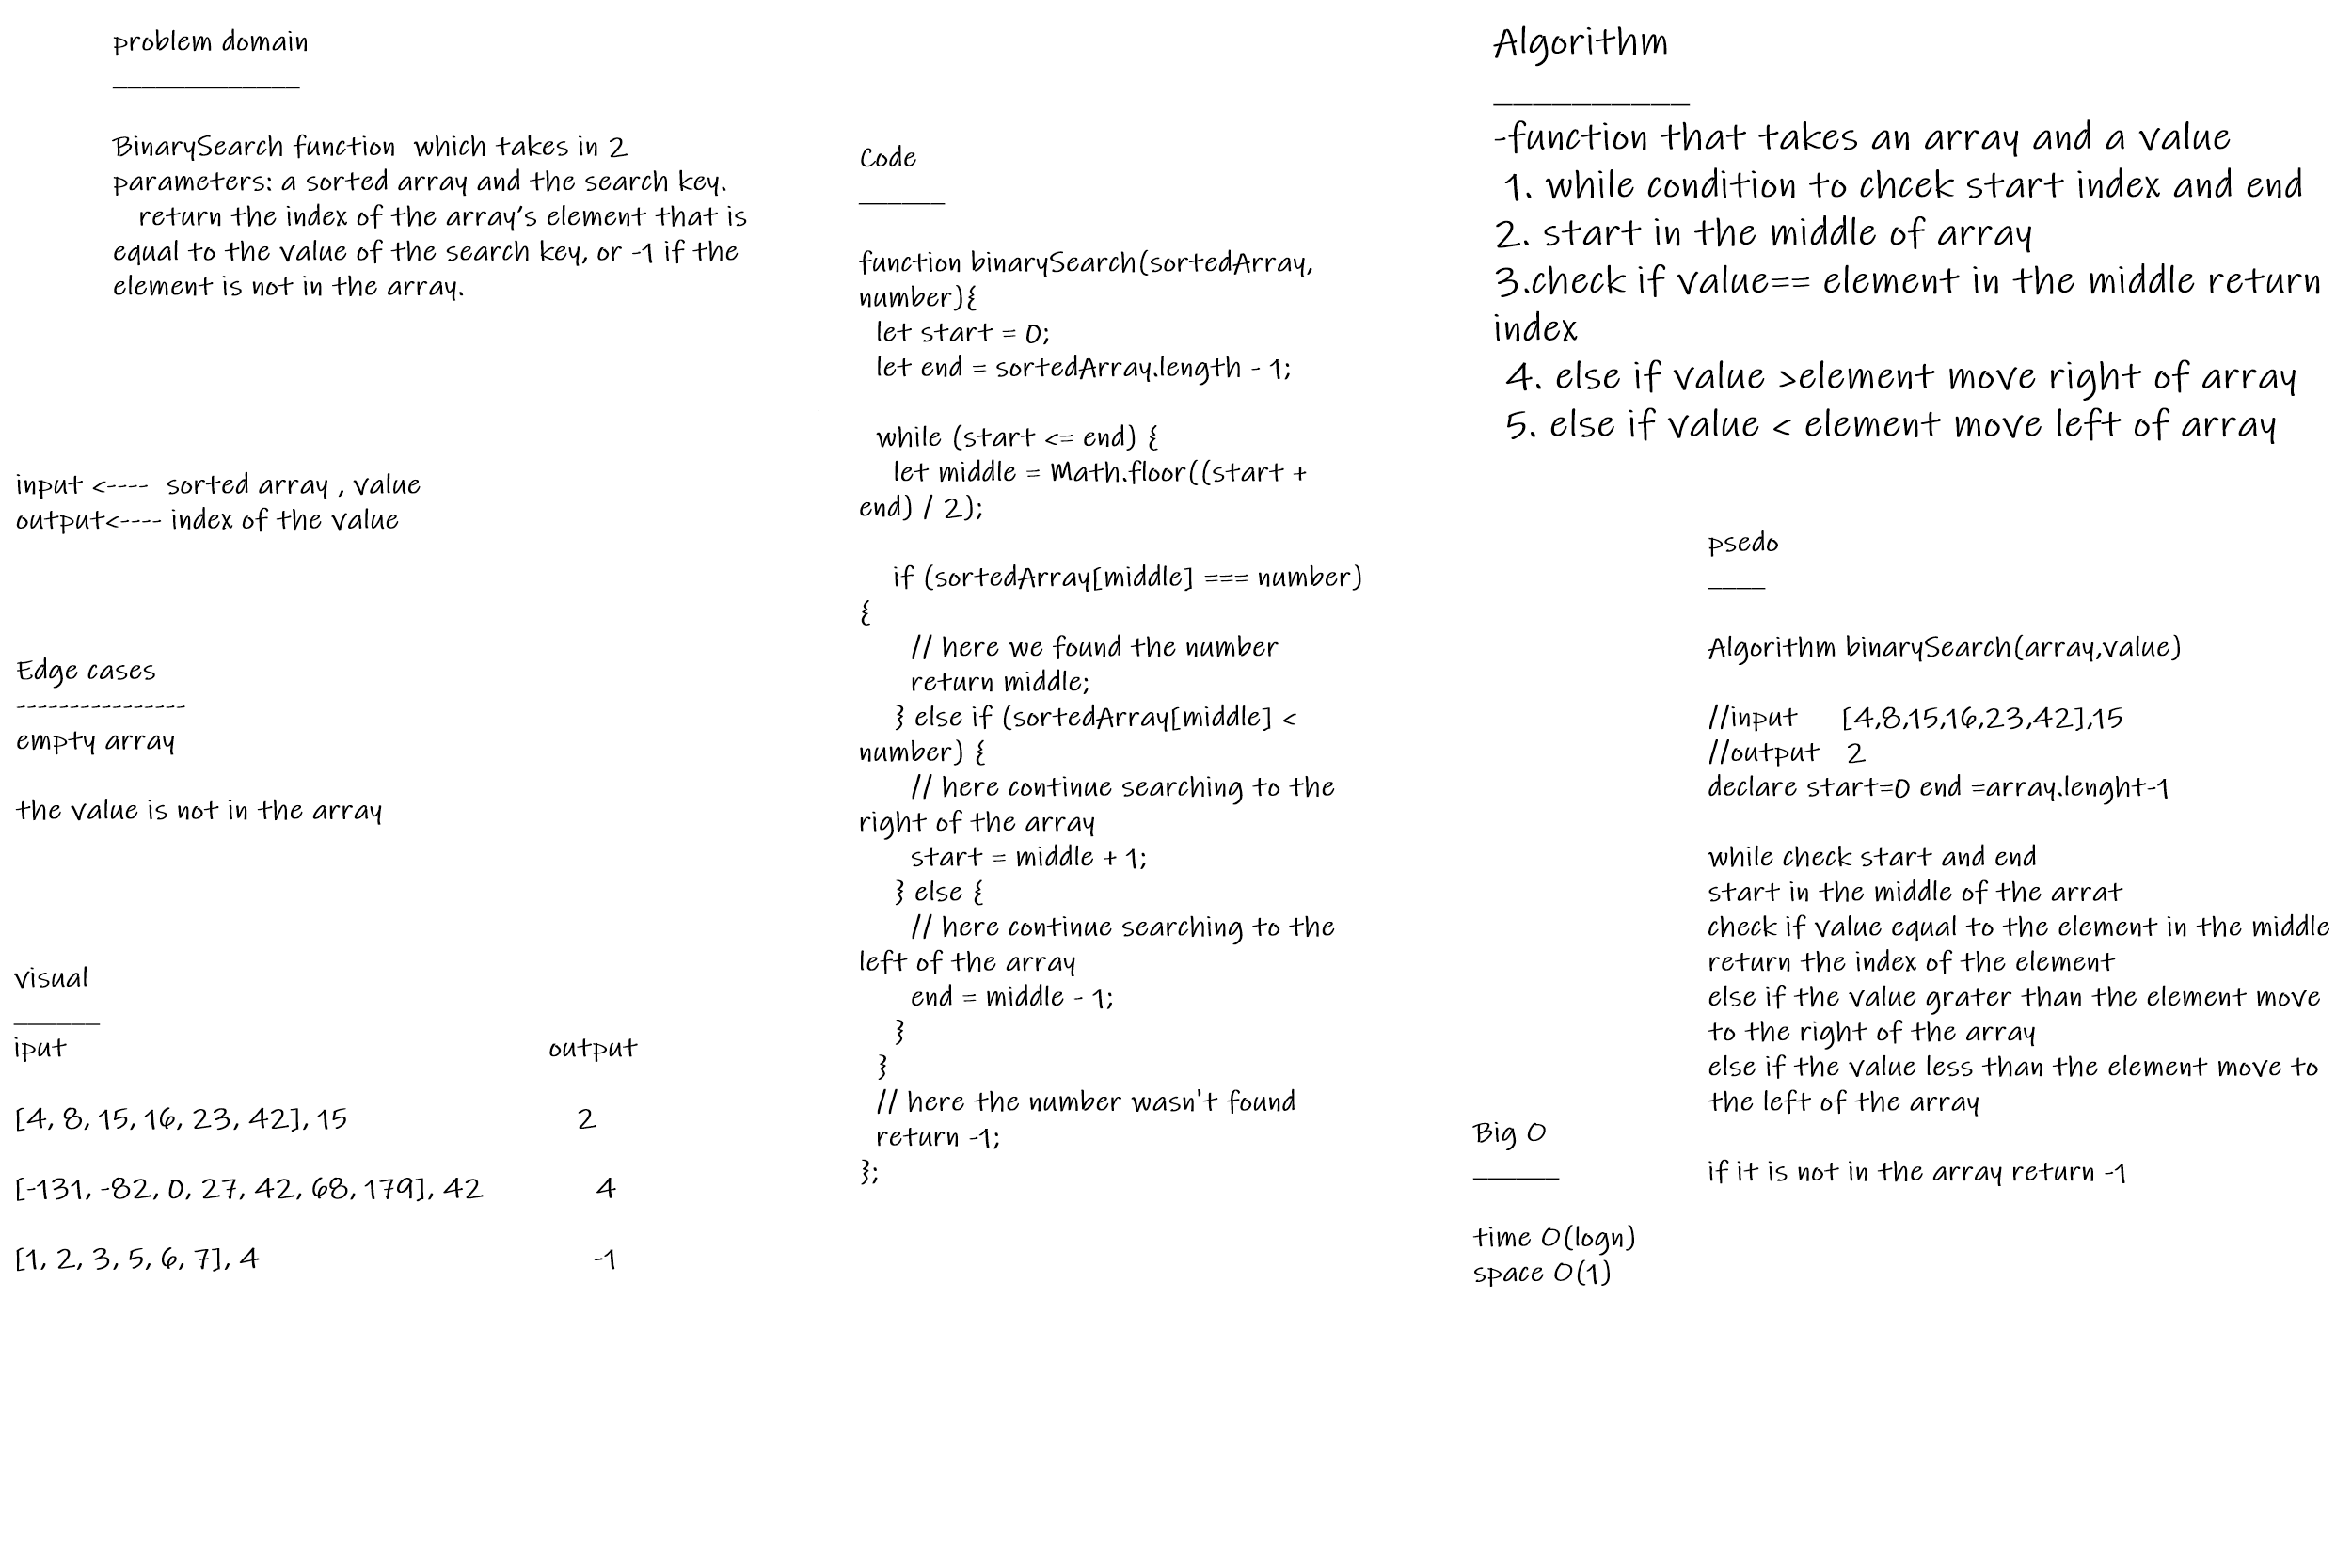 problem domain
_____________
BinarySearch function  which takes in 2
parameters: a sorted array and the search key.
return the index of the array's element that is
equal to the value of the search key, or -1 if the
element is not in the array.
input <----  sorted array , value
output<---- index of the value
Edge cases
----------------
empty array
the value is not in the array
visual
______
iput output
[4, 8, 15, 16, 23, 42], 15 2
[-131, -82, 0, 27, 42, 68, 179], 42 4
[1, 2, 3, 5, 6, 7], 4 -1
Code
______
function binarySearch(sortedArray,
number){
let start = 0;
let end = sortedArray.length - 1;
while (start <= end) {
let middle = Math.floor((start +
end) / 2);
if (sortedArray[middle] === number)
{
// here we found the number
return middle;
} else if (sortedArray[middle] <
number) {
// here continue searching to the
right of the array
start = middle + 1;
} else {
// here continue searching to the
left of the array
end = middle - 1;
}
}
// here the number wasn't found
return -1;
};
Algorithm
__________
-function that takes an array and a value
1. while condition to chcek start index and end
2. start in the middle of array
3.check if value== element in the middle return
index
4. else if value >element move right of array
5. else if value < element move left of array
psedo
____
Algorithm binarySearch(array,value)
//input [4,8,15,16,23,42],15
//output 2
declare start=0 end =array.lenght-1
while check start and end
start in the middle of the arrat
check if value equal to the element in the middle
return the index of the element
else if the value grater than the element move
to the right of the array
else if the value less than the element move to
the left of the array
if it is not in the array return -1
Big O
______
time O(logn)
space O(1)